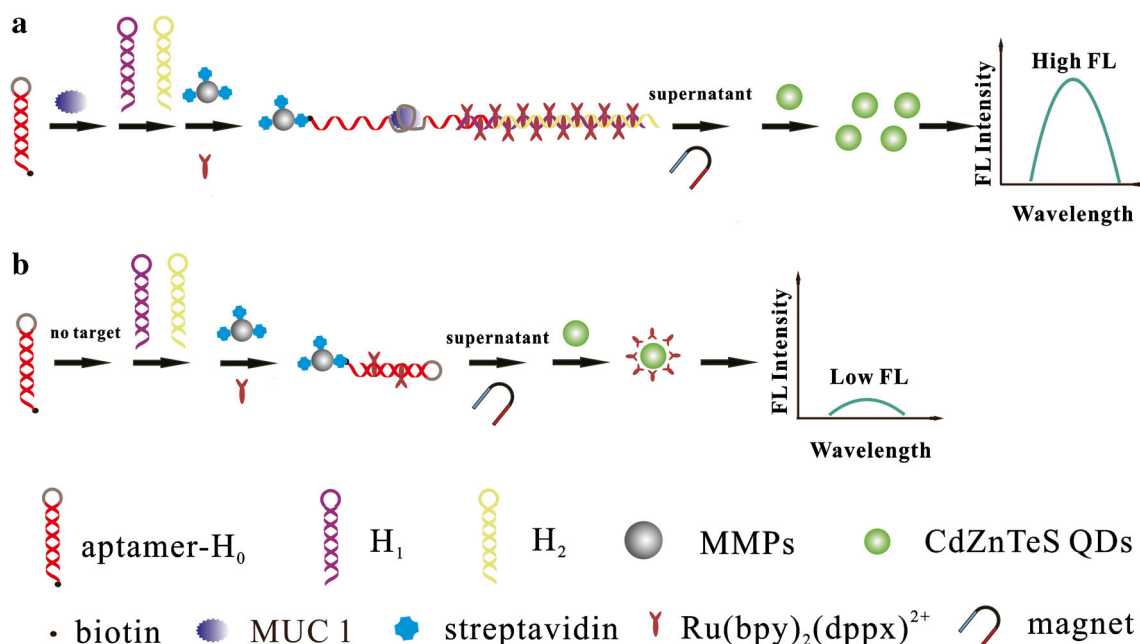 a
supernatant
High FL
FL Intensity
Wavelength
b
no target
supernatant
Low FL
FL Intensity
Wavelength
aptamer-H₀
H₁
H₂
MMPs
CdZnTeS QDs
biotin
MUC 1
streptavidin
Ru(bpy)₂(dppx)²⁺
magnet